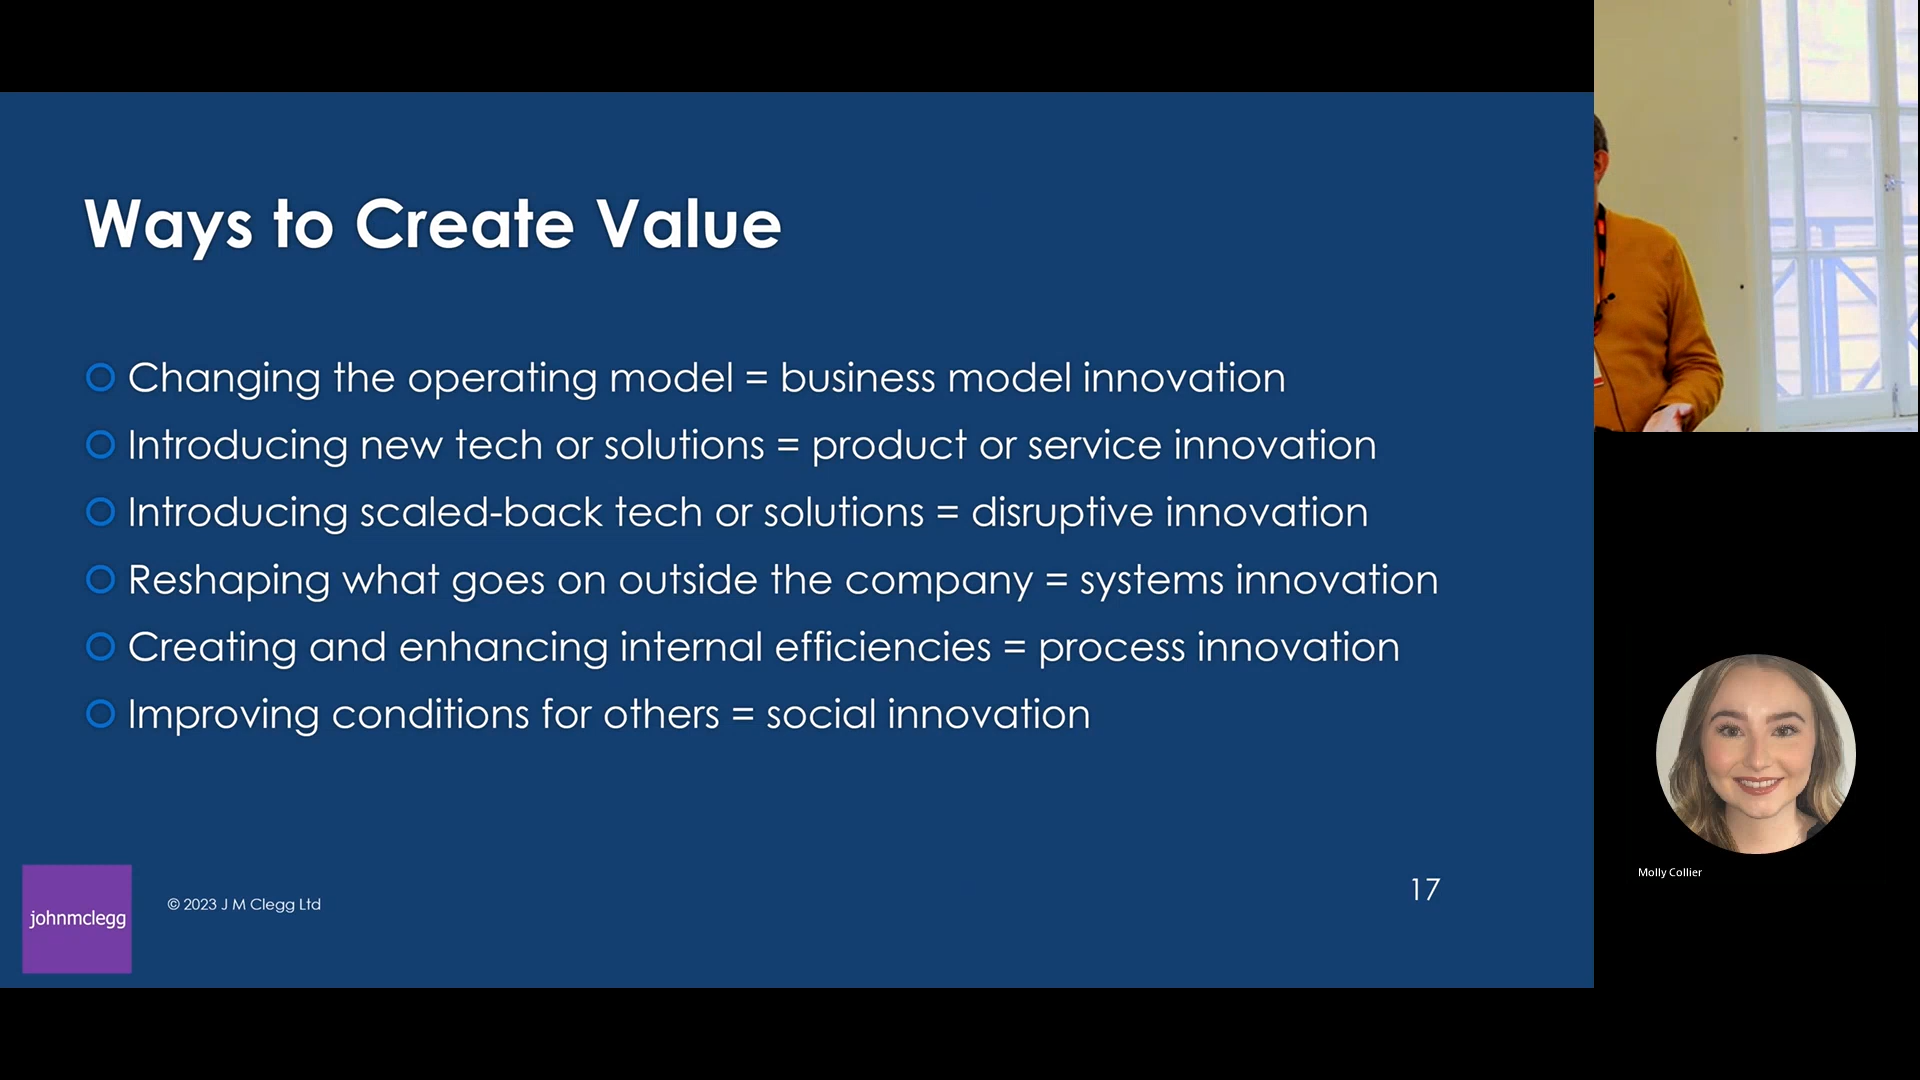 Ways to Create Value
Changing the operating model = business model innovation
Introducing new tech or solutions = product or service innovation
Introducing scaled-back tech or solutions = disruptive innovation
Reshaping what goes on outside the company = systems innovation
Creating and enhancing internal efficiencies = process innovation
Improving conditions for others = social innovation
johnmclegg
© 2023 J M Clegg Ltd
17
Molly Collier